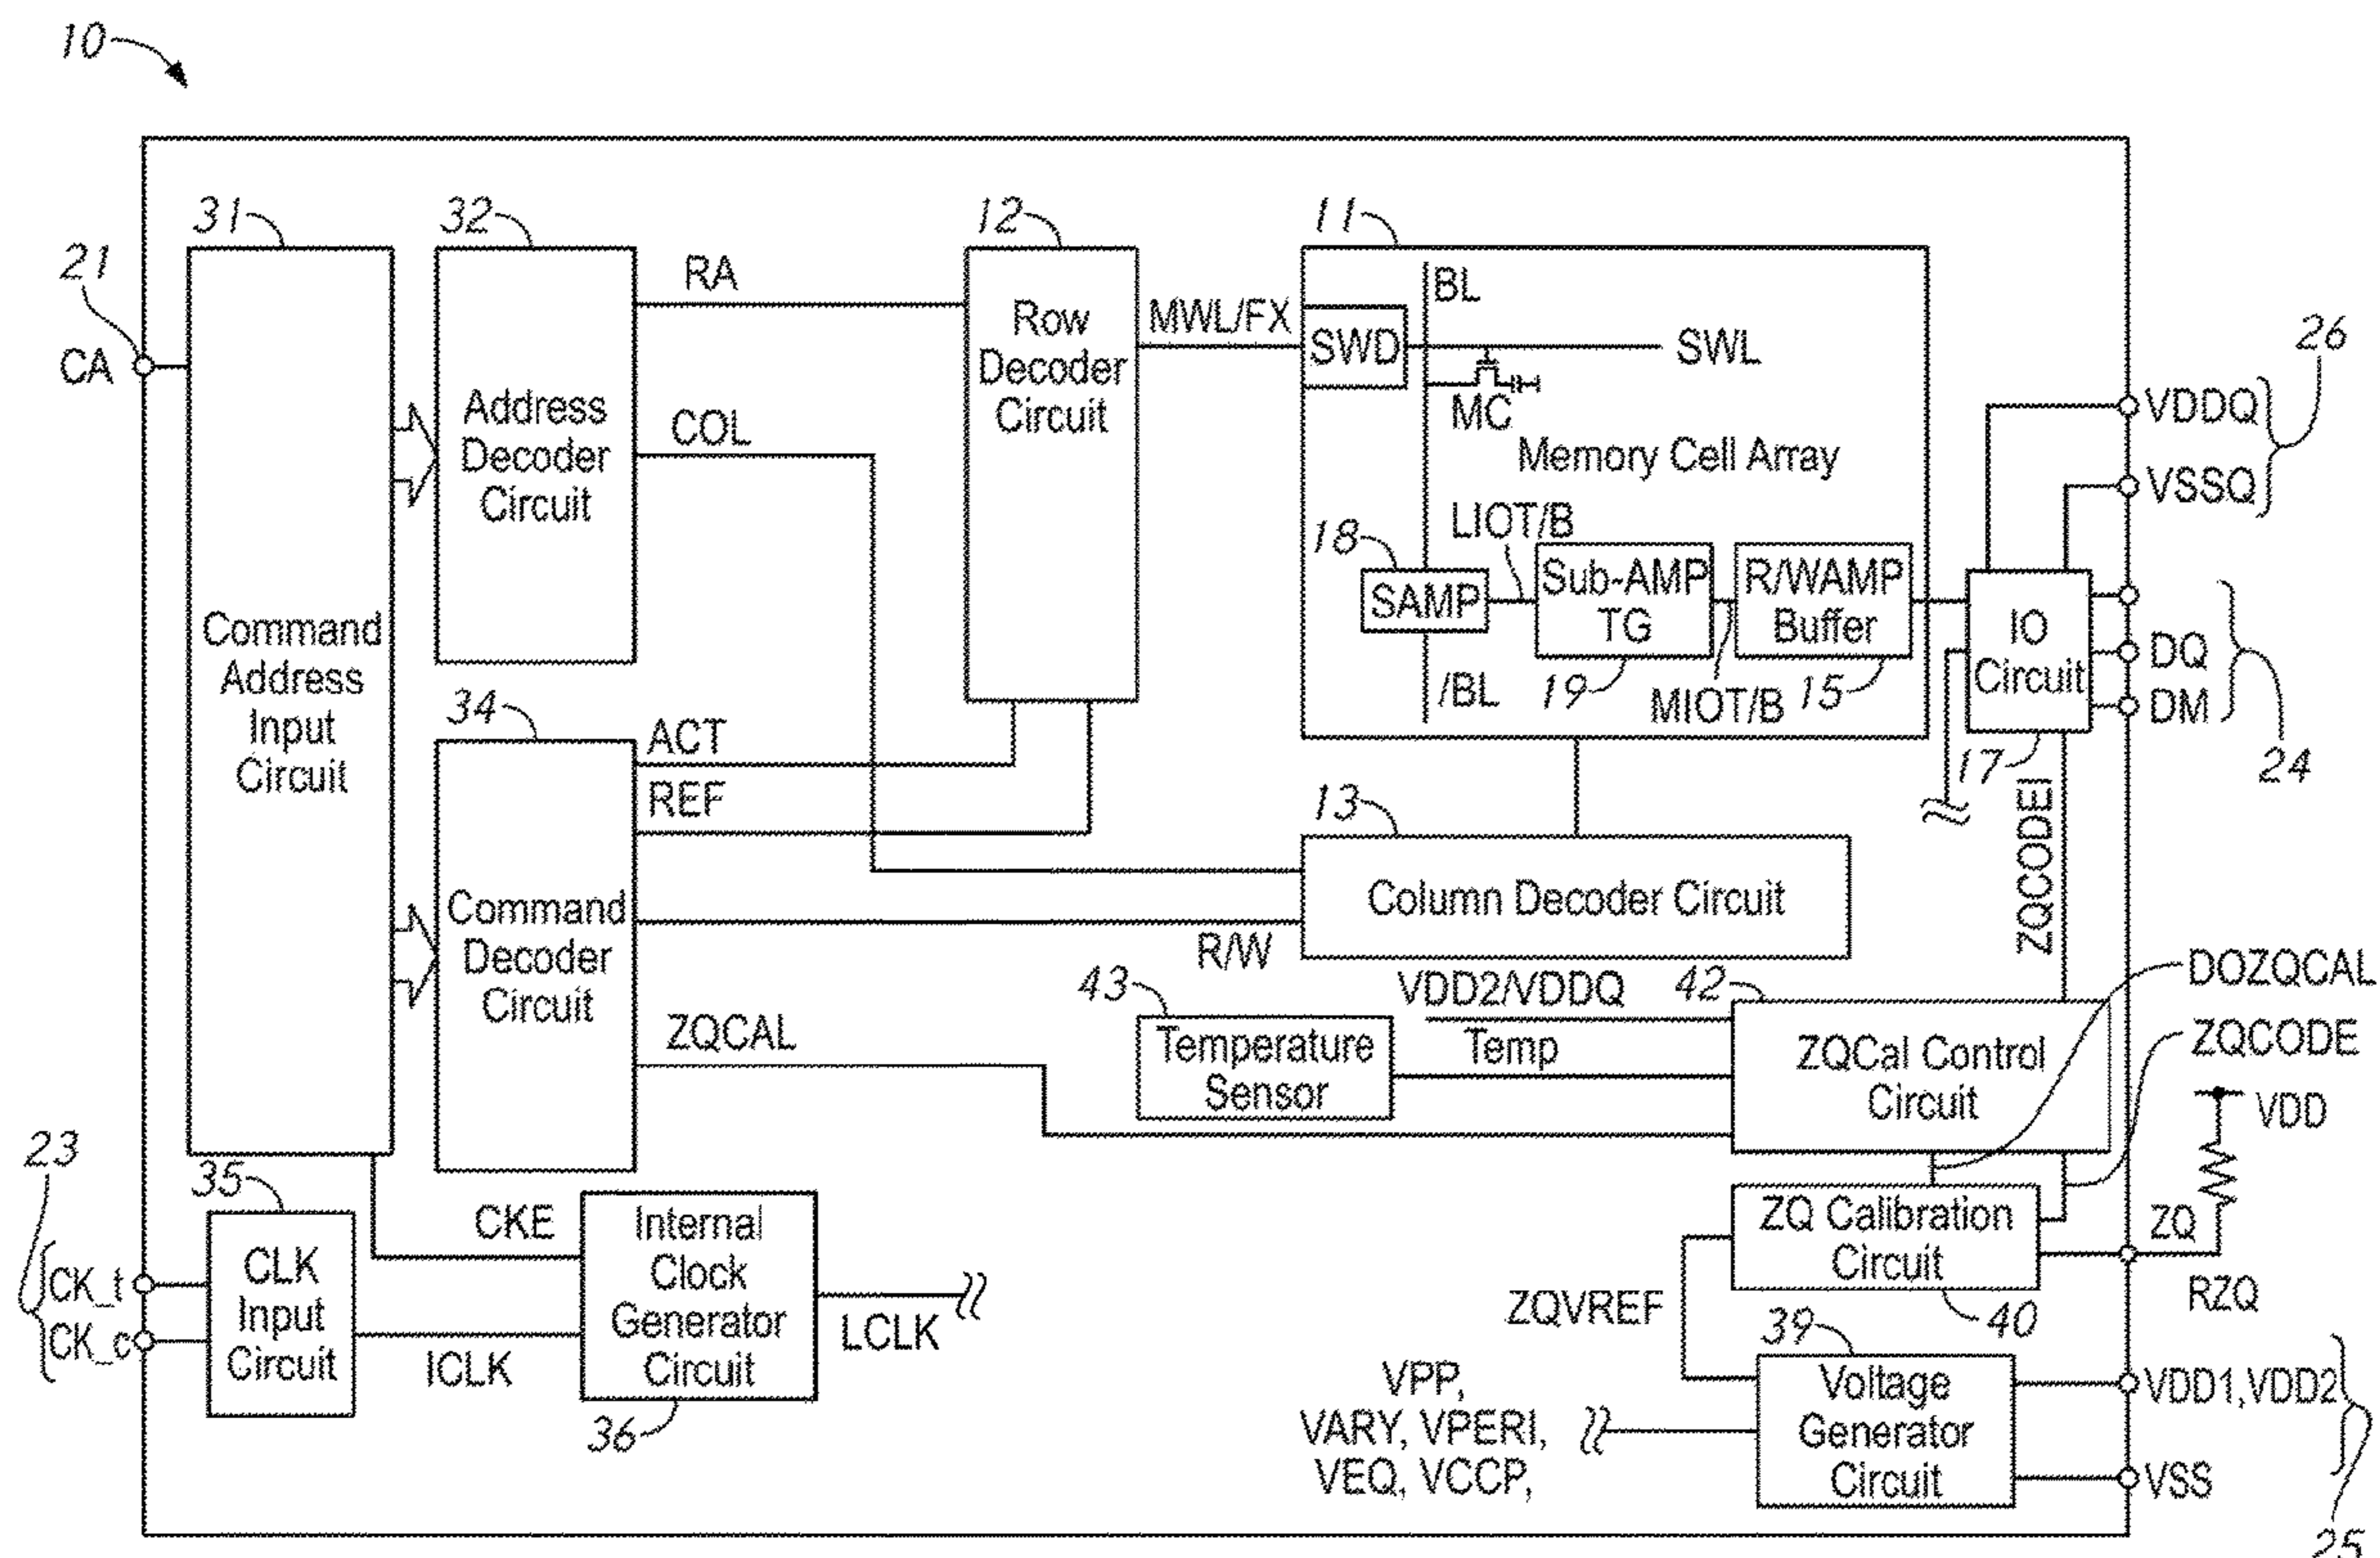 10
31
32
12
11
21
CA
Command
Address
Input
Circuit
Address
Decoder
Circuit
RA
COL
Row
Decoder
Circuit
MWL/FX
SWD
BL
SWL
MC
Memory Cell Array
LIOT/B
18
SAMP
Sub-AMP
TG
R/WAMP
Buffer
/BL
19
MIOT/B
15
26
VDDQ
VSSQ
IO
Circuit
DQ
DM
24
17
34
ACT
REF
Command
Decoder
Circuit
R/W
ZQCAL
13
Column Decoder Circuit
ZQCODEI
43
Temperature
Sensor
VDD2/VDDQ
Temp
42
ZQCal Control
Circuit
DOZQCAL
ZQCODE
VDD
23
35
CK_t
CK_c
CLK
Input
Circuit
CKE
ICLK
Internal
Clock
Generator
Circuit
36
LCLK
ZQ Calibration
Circuit
40
ZQ
RZQ
ZQVREF
39
Voltage
Generator
Circuit
VPP,
VARY, VPERI,
VEQ, VCCP,
VDD1,VDD2
VSS
25